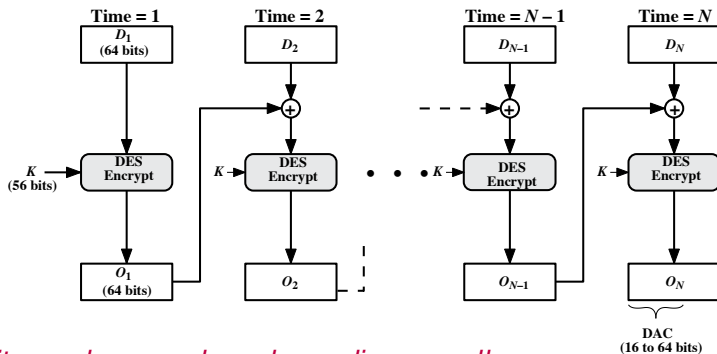 Time = 1
Time = 2
Time = N – 1
Time = N
D1
(64 bits)
D2
DN–1
DN
+
+
+
K
(56 bits)
DES
Encrypt
K
DES
Encrypt
• • •
K
DES
Encrypt
K
DES
Encrypt
O1
(64 bits)
O2
ON–1
ON
DAC
(16 to 64 bits)